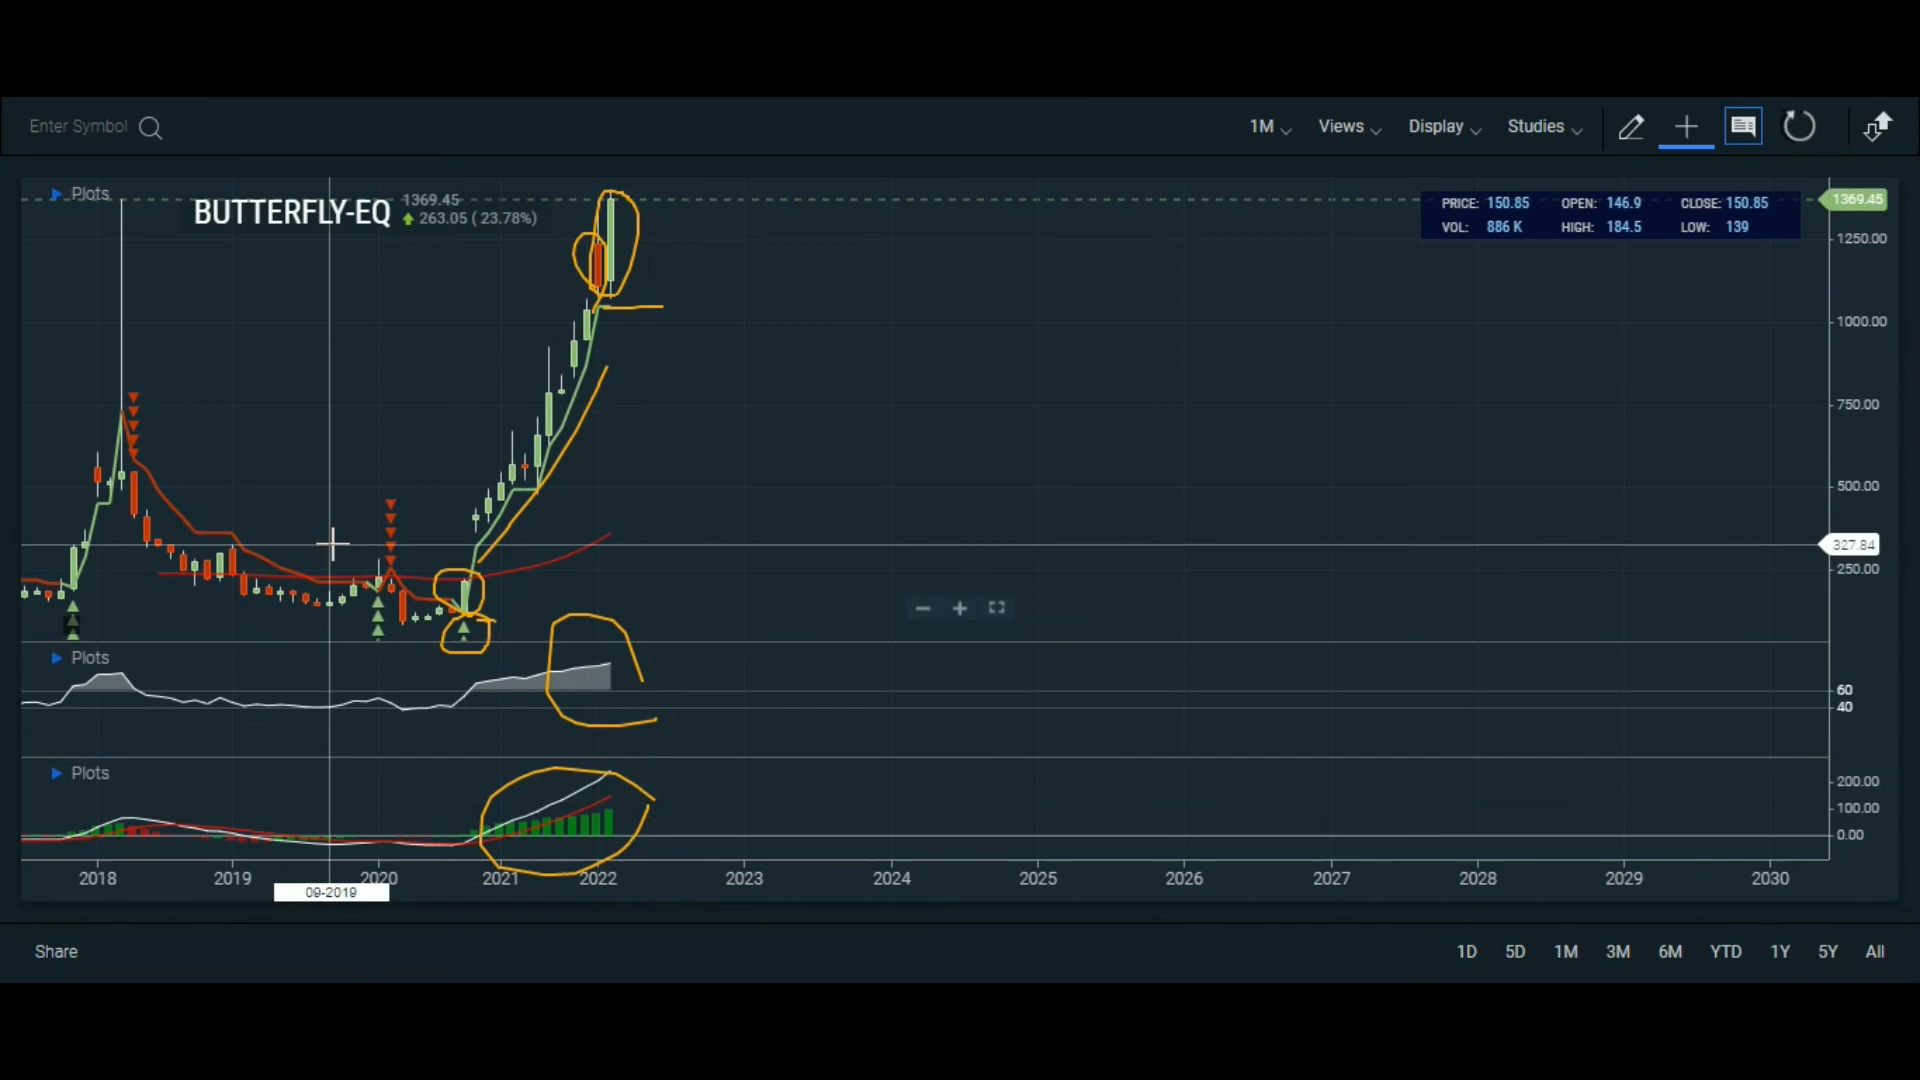 Enter Symbol
1M Views Display Studies
Plots
BUTTERFLY-EQ
1369.45
263.05 ( 23.78%)
PRICE: 150.85 OPEN: 146.9 CLOSE: 150.85
VOL: 886 K HIGH: 184.5 LOW: 139
1369.45
1250.00
1000.00
750.00
500.00
327.84
250.00
Plots
60
40
Plots
200.00
100.00
0.00
2018 2019 2020 2021 2022 2023 2024 2025 2026 2027 2028 2029 2030
09-2019
Share
1D 5D 1M 3M 6M YTD 1Y 5Y All